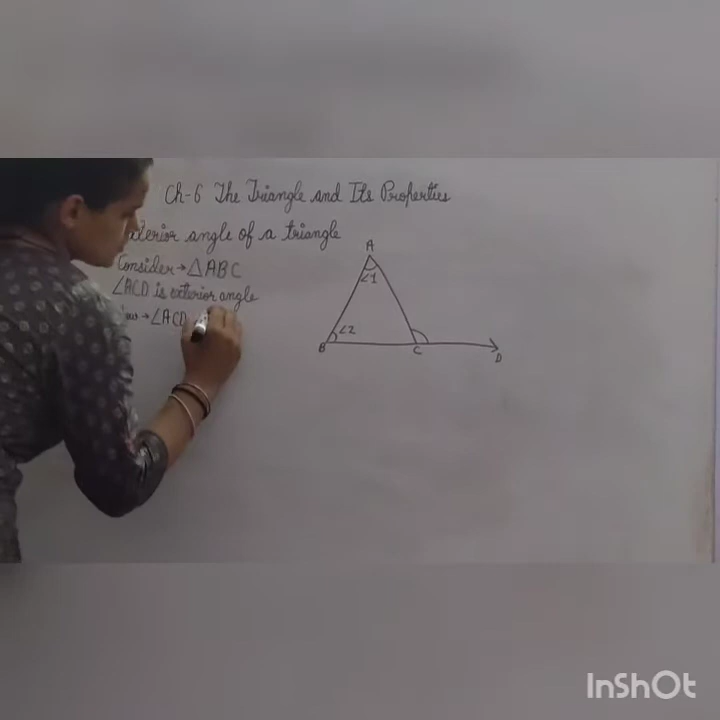 Ch-6 The Triangle and Its Properties
angle of a triangle
Consider → △ABC
∠ACD is exterior angle
→ ∠ACD
A
∠1
∠2
B
C
D
InShOt